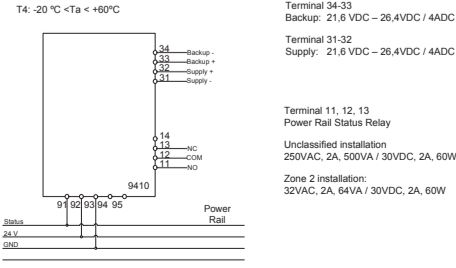 T4: -20 ºC <Ta < +60ºC
34 Backup -
33 Backup +
32 Supply +
31 Supply -
14
13 NC
12 COM
11 NO
9410
91 92 93 94 95
Power
Rail
Status
24 V
GND
Terminal 34-33
Backup: 21,6 VDC – 26,4VDC / 4ADC
Terminal 31-32
Supply: 21,6 VDC – 26,4VDC / 4ADC
Terminal 11, 12, 13
Power Rail Status Relay
Unclassified installation
250VAC, 2A, 500VA / 30VDC, 2A, 60W
Zone 2 installation:
32VAC, 2A, 64VA / 30VDC, 2A, 60W